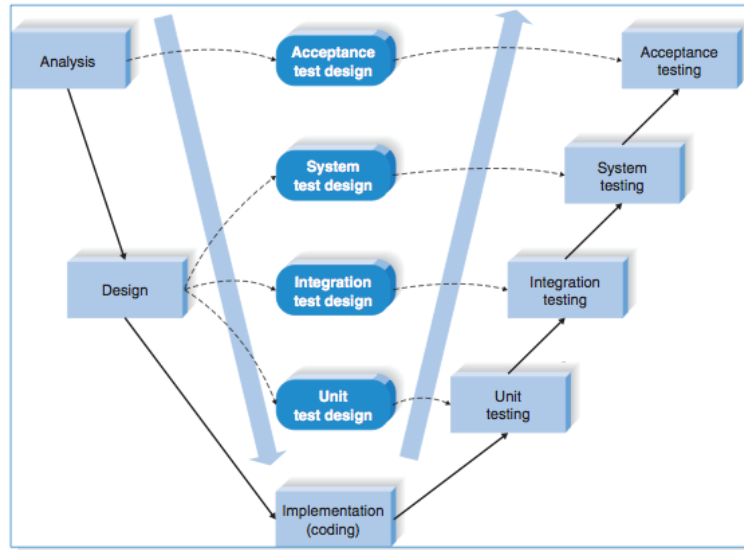 Analysis
Acceptance
test design
Acceptance
testing
System
test design
System
testing
Design
Integration
test design
Integration
testing
Unit
test design
Unit
testing
Implementation
(coding)